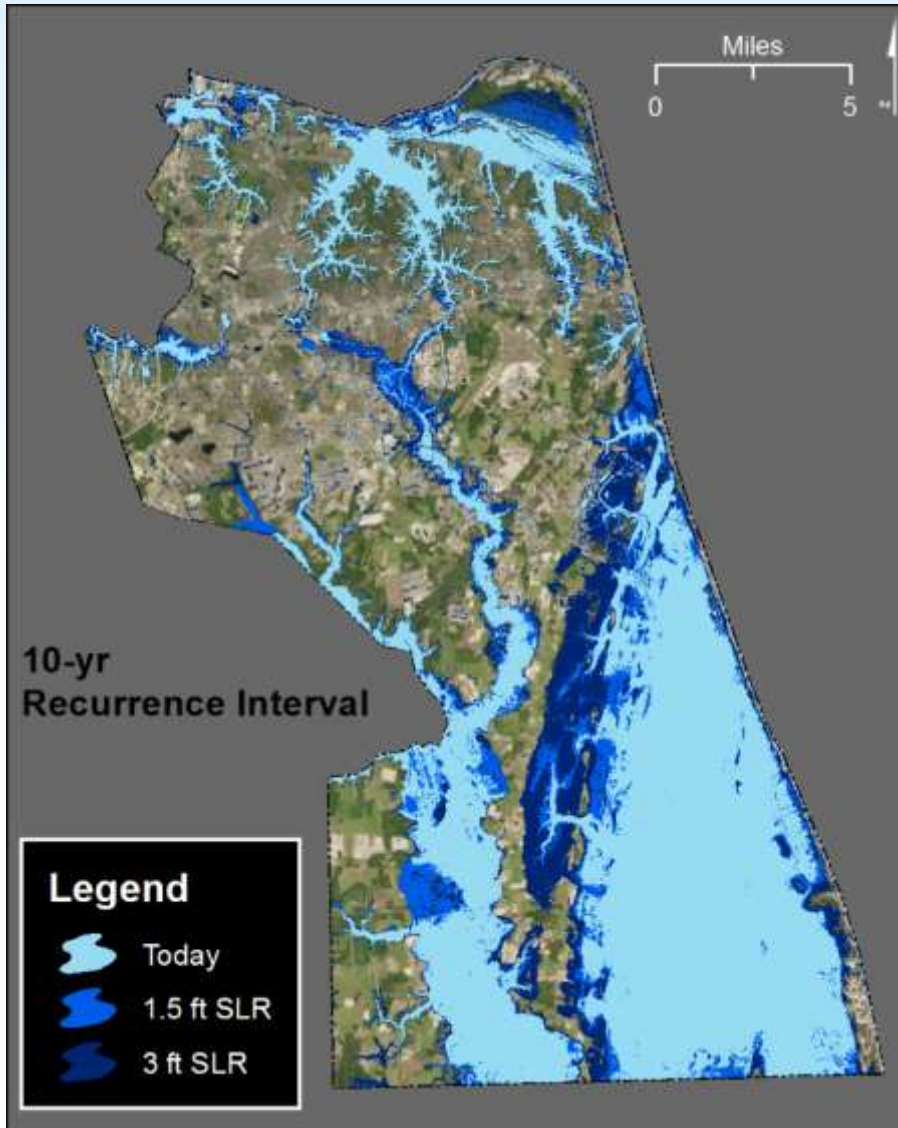 Miles
0 5
N
10-yr
Recurrence Interval
Legend
Today
1.5 ft SLR
3 ft SLR